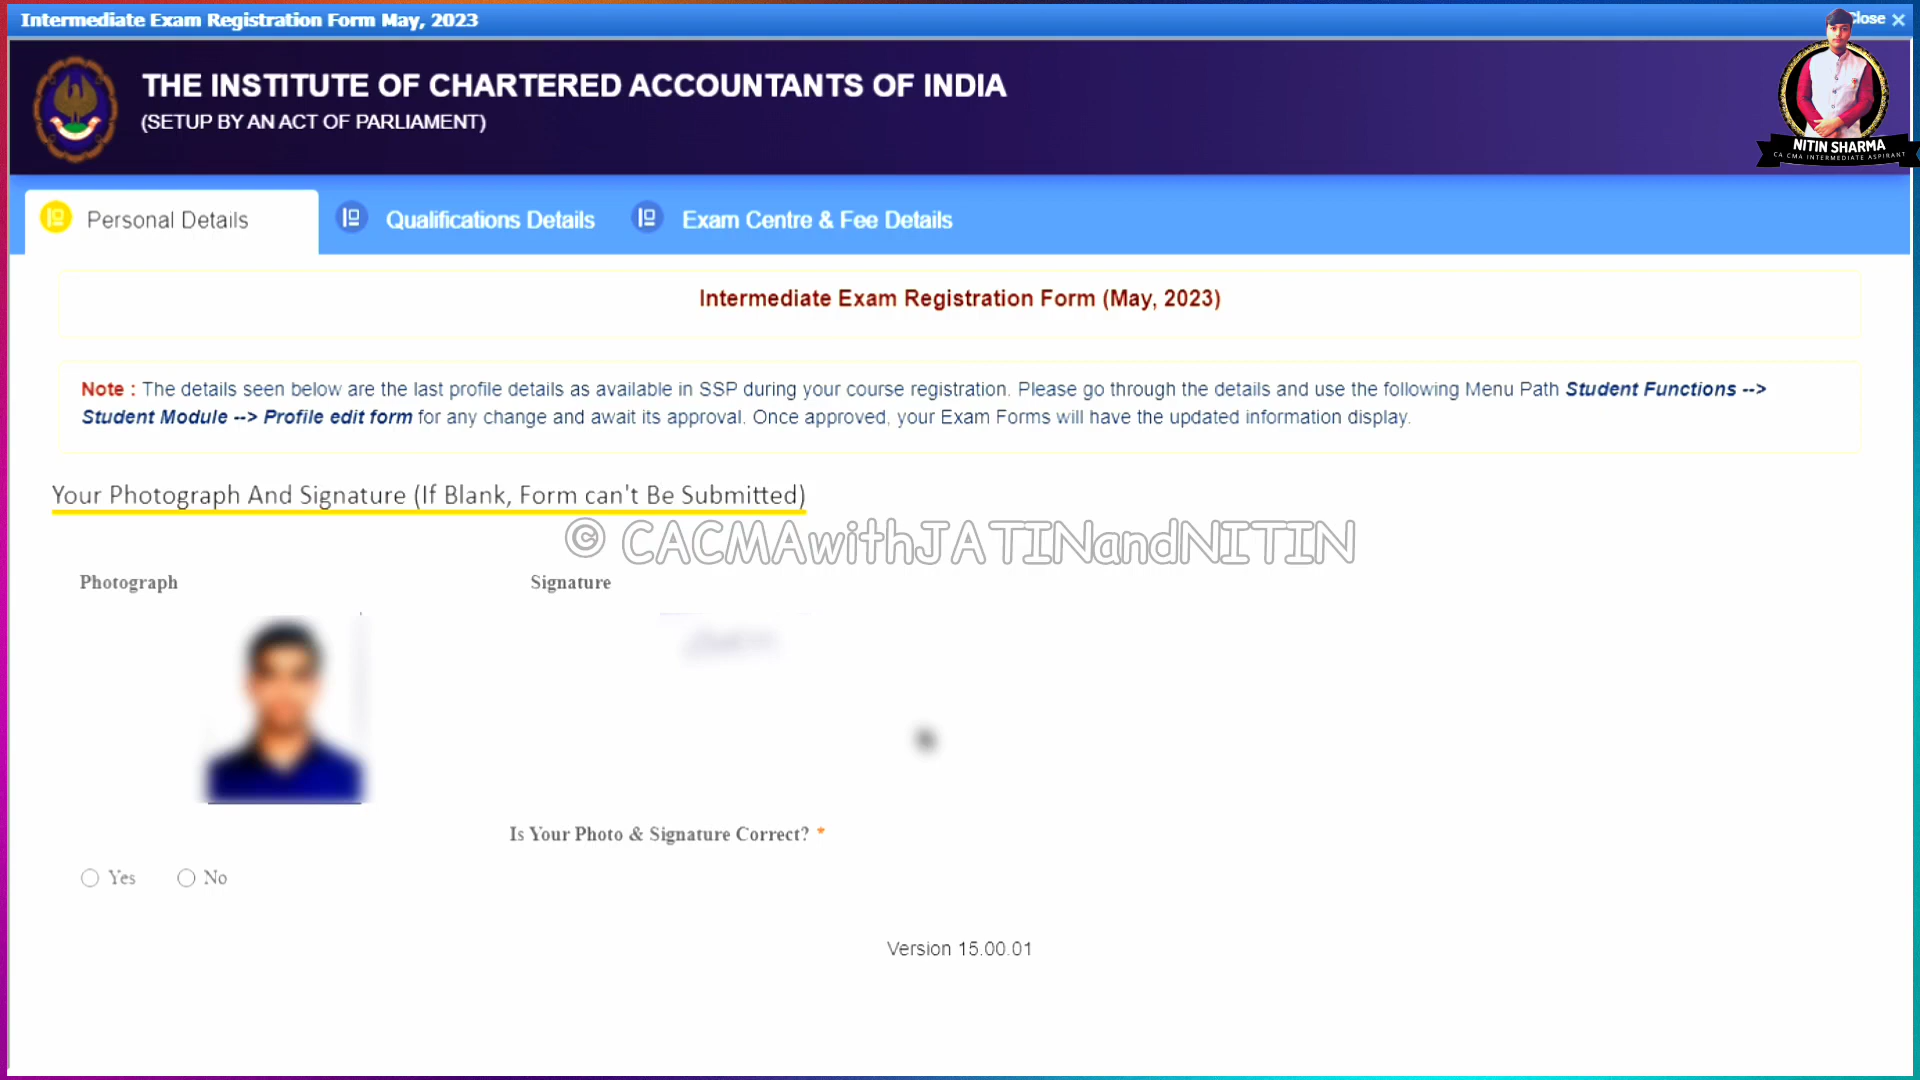 Intermediate Exam Registration Form May, 2023
Close
THE INSTITUTE OF CHARTERED ACCOUNTANTS OF INDIA
(SETUP BY AN ACT OF PARLIAMENT)
NITIN SHARMA
CA CMA INTERMEDIATE ASPIRANT
Personal Details
Qualifications Details
Exam Centre & Fee Details
Intermediate Exam Registration Form (May, 2023)
Note : The details seen below are the last profile details as available in SSP during your course registration. Please go through the details and use the following Menu Path Student Functions -->
Student Module --> Profile edit form for any change and await its approval. Once approved, your Exam Forms will have the updated information display.
Your Photograph And Signature (If Blank, Form can't Be Submitted)
© CACMAwithJATINandNITIN
Photograph
Signature
Is Your Photo & Signature Correct? *
Yes
No
Version 15.00.01